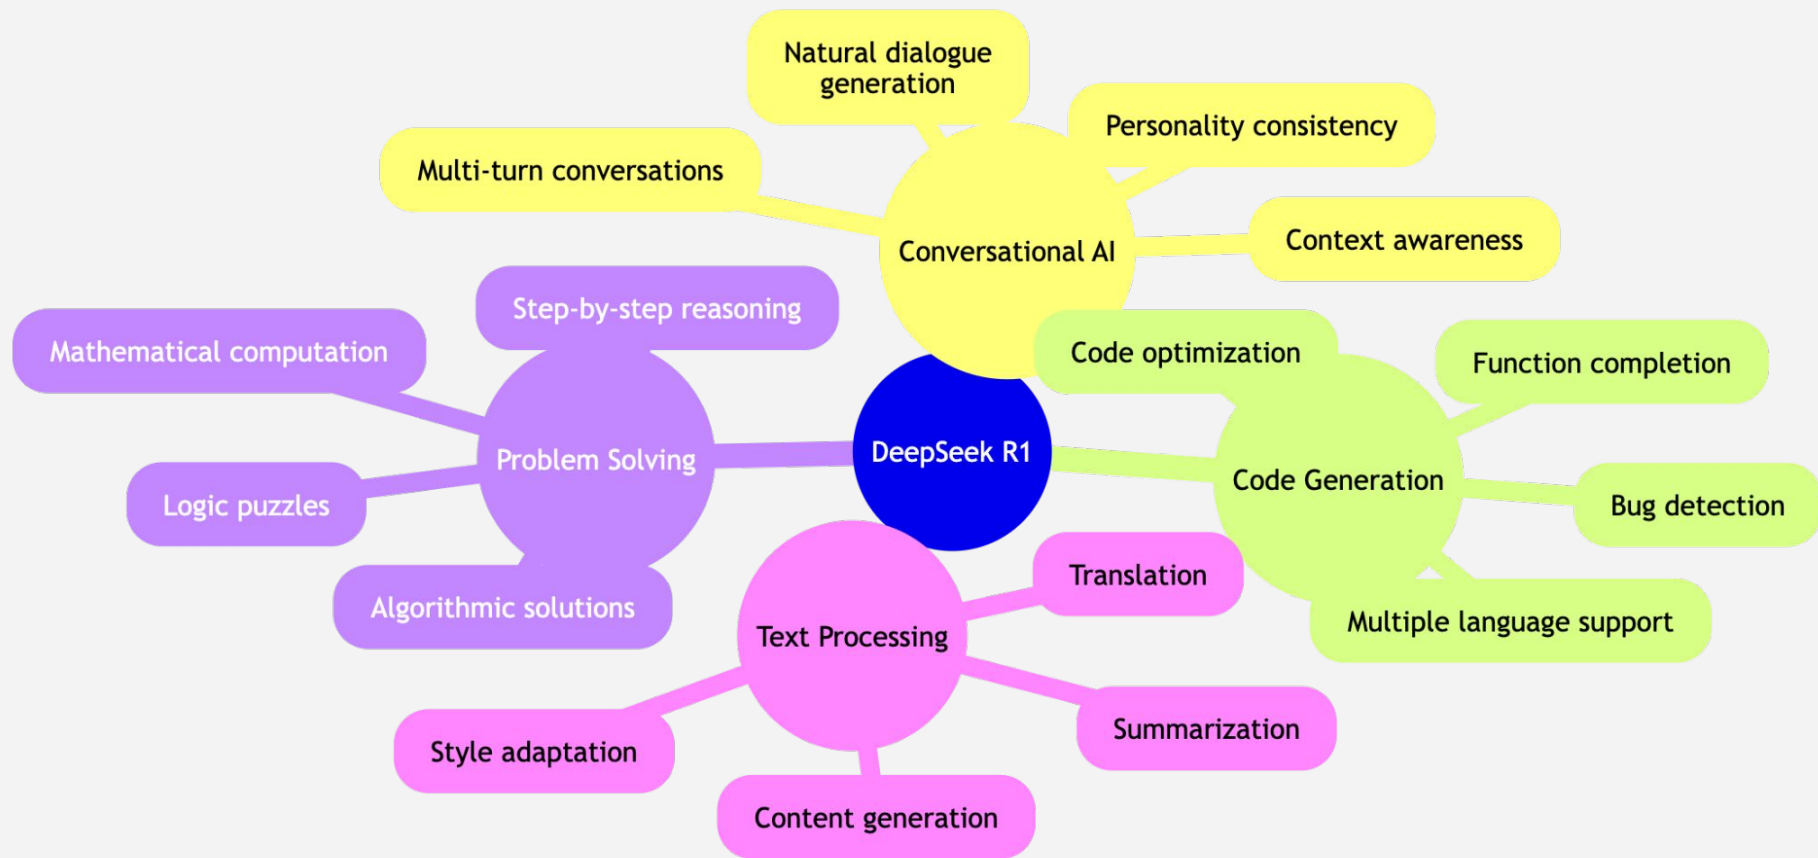 Natural dialogue
generation
Personality consistency
Multi-turn conversations
Context awareness
Conversational AI
Step-by-step reasoning
Mathematical computation
Problem Solving
Logic puzzles
Algorithmic solutions
DeepSeek R1
Code optimization
Function completion
Code Generation
Bug detection
Multiple language support
Translation
Text Processing
Summarization
Style adaptation
Content generation